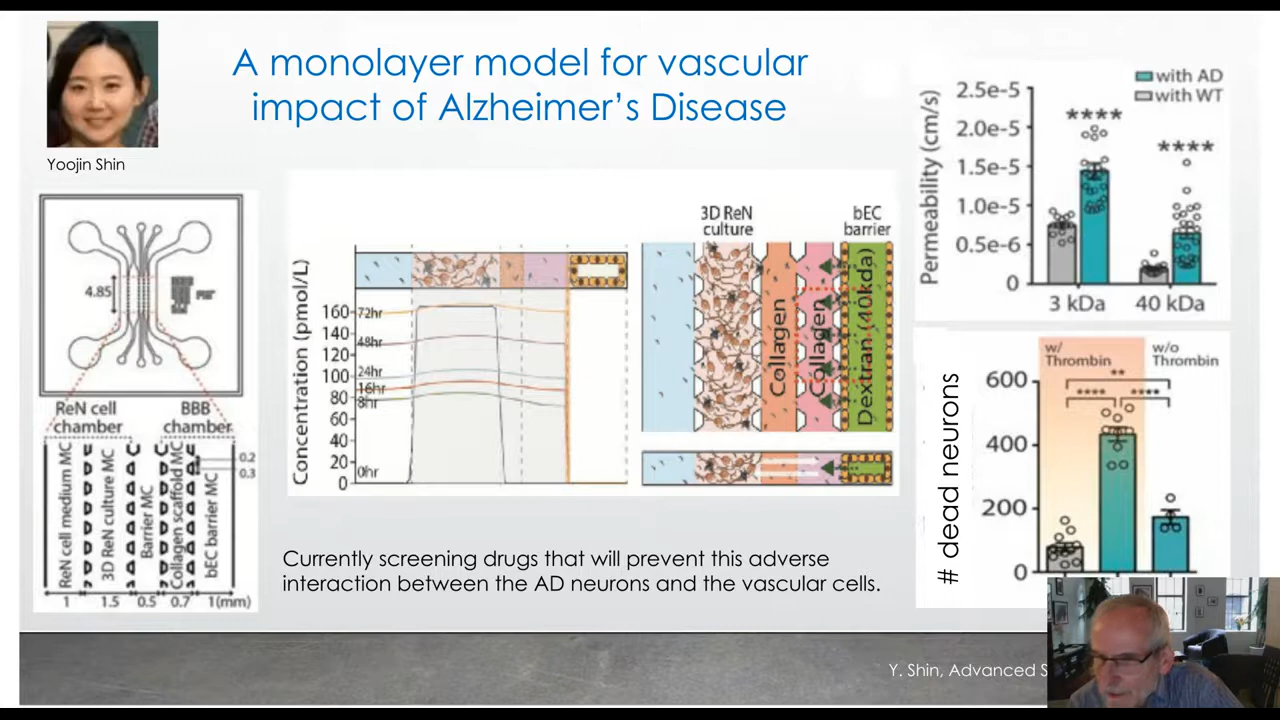 A monolayer model for vascular
impact of Alzheimer's Disease
Yoojin Shin
4.85
ReN cell
chamber
BBB
chamber
ReN cell medium MC
3D ReN culture MC
Barrier MC
Collagen scaffold MC
bEC barrier MC
0.2
0.3
1
1.5
0.5
0.7
1(mm)
Concentration (pmol/L)
160
140
120
100
80
60
40
20
0
72hr
48hr
24hr
16hr
8hr
0hr
3D ReN
culture
bEC
barrier
Collagen
Collagen
Dextran (40kda)
Currently screening drugs that will prevent this adverse
interaction between the AD neurons and the vascular cells.
with AD
with WT
Permeability (cm/s)
2.5e-5
2.0e-5
1.5e-5
1.0e-5
0.5e-6
0
****
****
3 kDa
40 kDa
w/
Thrombin
w/o
Thrombin
# dead neurons
600
400
200
0
**
****
****
Y. Shin, Advanced S